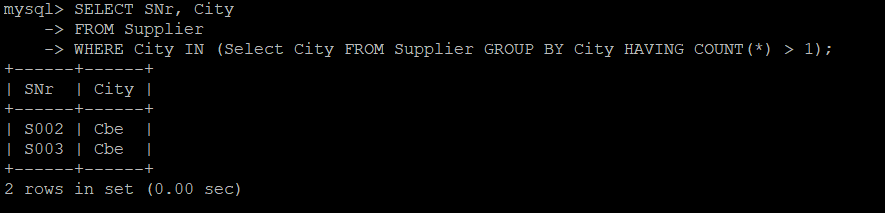 mysql> SELECT SNr, City
    -> FROM Supplier
    -> WHERE City IN (Select City FROM Supplier GROUP BY City HAVING COUNT(*) > 1);
+------+------+
| SNr  | City |
+------+------+
| S002 | Cbe  |
| S003 | Cbe  |
+------+------+
2 rows in set (0.00 sec)